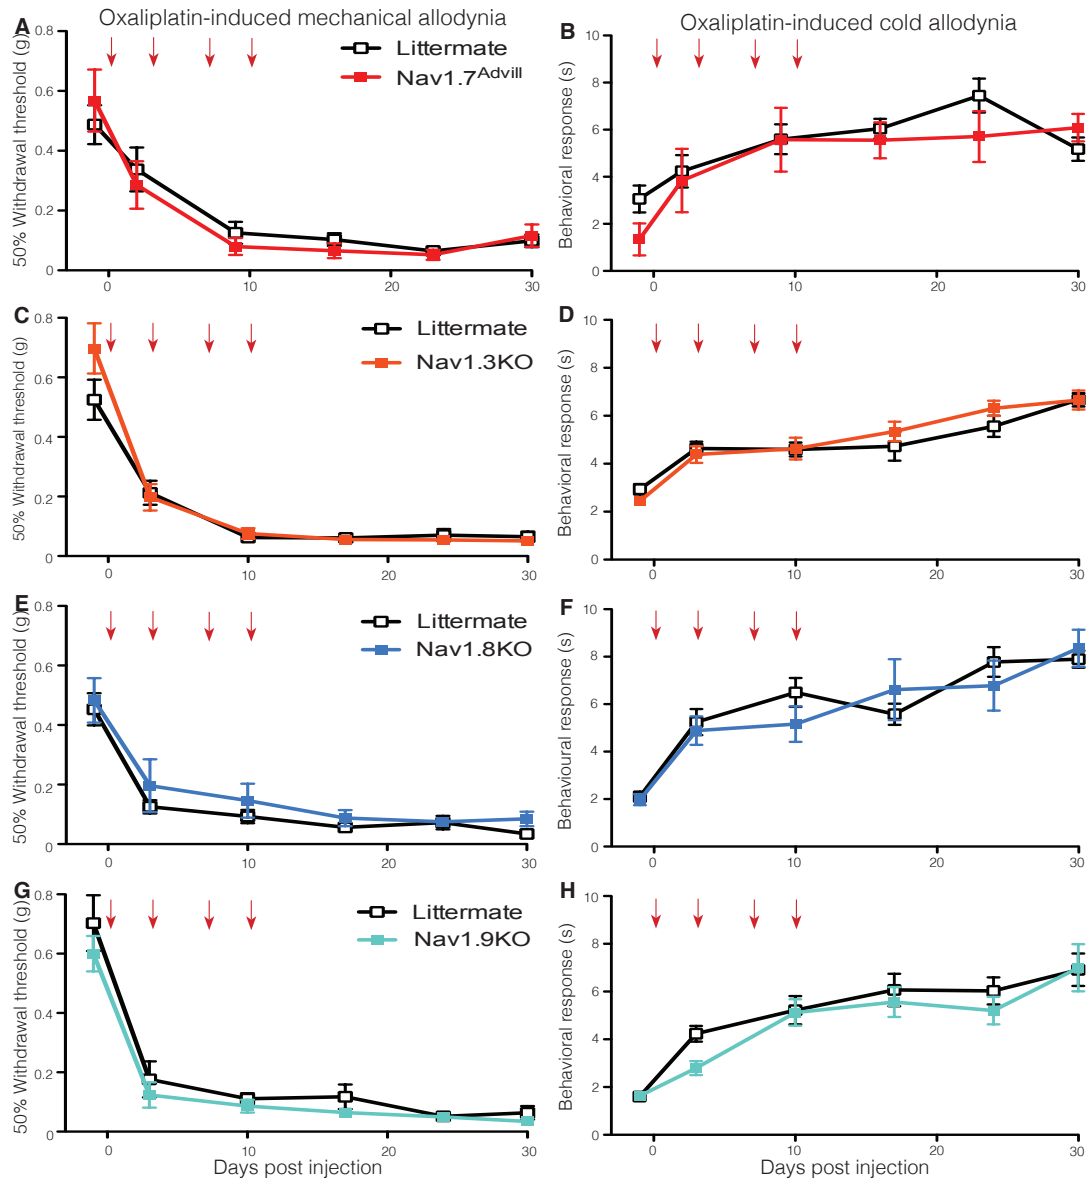 Oxaliplatin-induced mechanical allodynia
Oxaliplatin-induced cold allodynia
A
50% Withdrawal threshold (g)
0.8
0.6
0.4
0.2
0
0
10
20
30
Littermate
Nav1.7Advill
B
Behavioral response (s)
10
8
6
4
2
0
0
10
20
30
C
50% Withdrawal threshold (g)
0.8
0.6
0.4
0.2
0
0
10
20
30
Littermate
Nav1.3KO
D
Behavioral response (s)
10
8
6
4
2
0
0
10
20
30
E
50% Withdrawal threshold (g)
0.8
0.6
0.4
0.2
0
0
10
20
30
Littermate
Nav1.8KO
F
Behavioural response (s)
10
8
6
4
2
0
0
10
20
30
G
50% Withdrawal threshold (g)
0.8
0.6
0.4
0.2
0
0
10
20
30
Littermate
Nav1.9KO
Days post injection
H
Behavioral response (s)
10
8
6
4
2
0
0
10
20
30
Days post injection